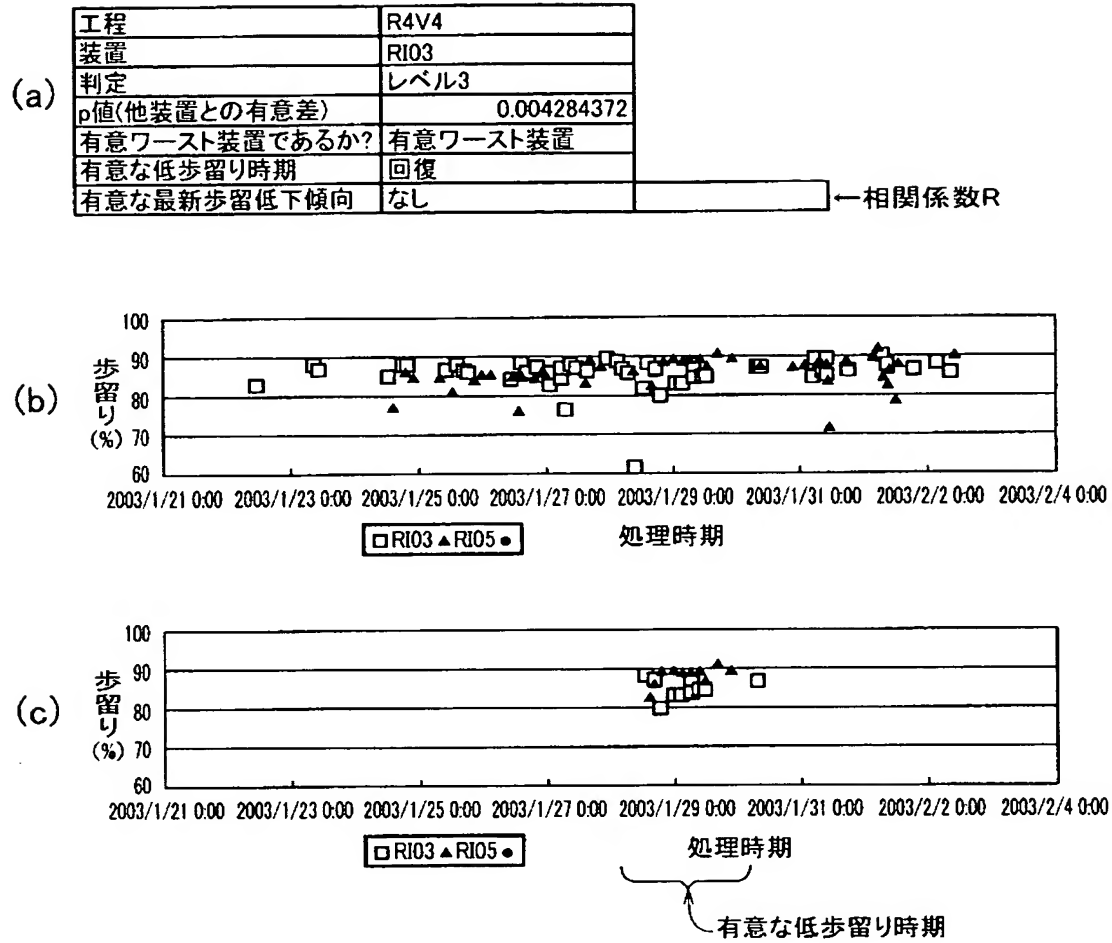 (a)
工程 R4V4
装置 RI03
判定 レベル3
p値(他装置との有意差) 0.004284372
有意ワースト装置であるか? 有意ワースト装置
有意な低歩留り時期 回復
有意な最新歩留低下傾向 なし
←相関係数R
(b)
歩留り(%)
100
90
80
70
60
2003/1/21 0:00 2003/1/23 0:00 2003/1/25 0:00 2003/1/27 0:00 2003/1/29 0:00 2003/1/31 0:00 2003/2/2 0:00 2003/2/4 0:00
□RI03 ▲RI05 ●
処理時期
(c)
歩留り(%)
100
90
80
70
60
2003/1/21 0:00 2003/1/23 0:00 2003/1/25 0:00 2003/1/27 0:00 2003/1/29 0:00 2003/1/31 0:00 2003/2/2 0:00 2003/2/4 0:00
□RI03 ▲RI05 ●
処理時期
有意な低歩留り時期